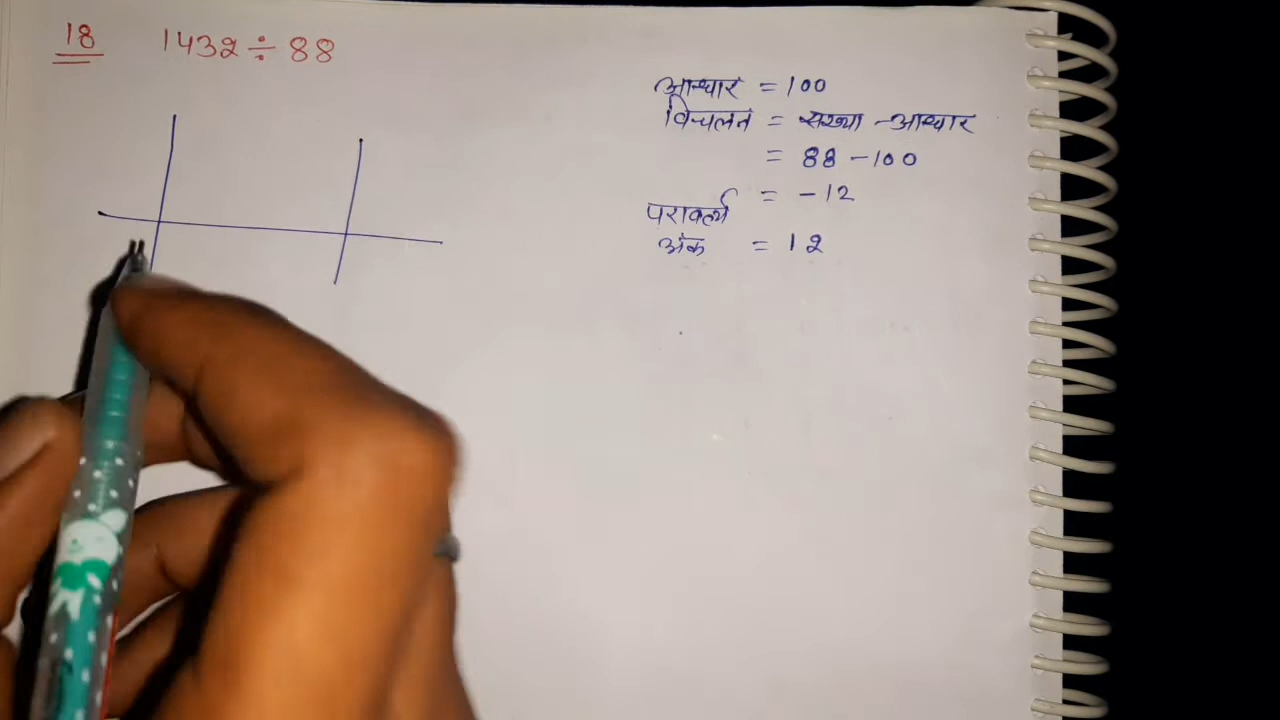 18 1432 ÷ 88
आधार = 100
विचलन = संख्या - आधार
= 88 - 100
= - 12
परावर्त्य
अंक = 12